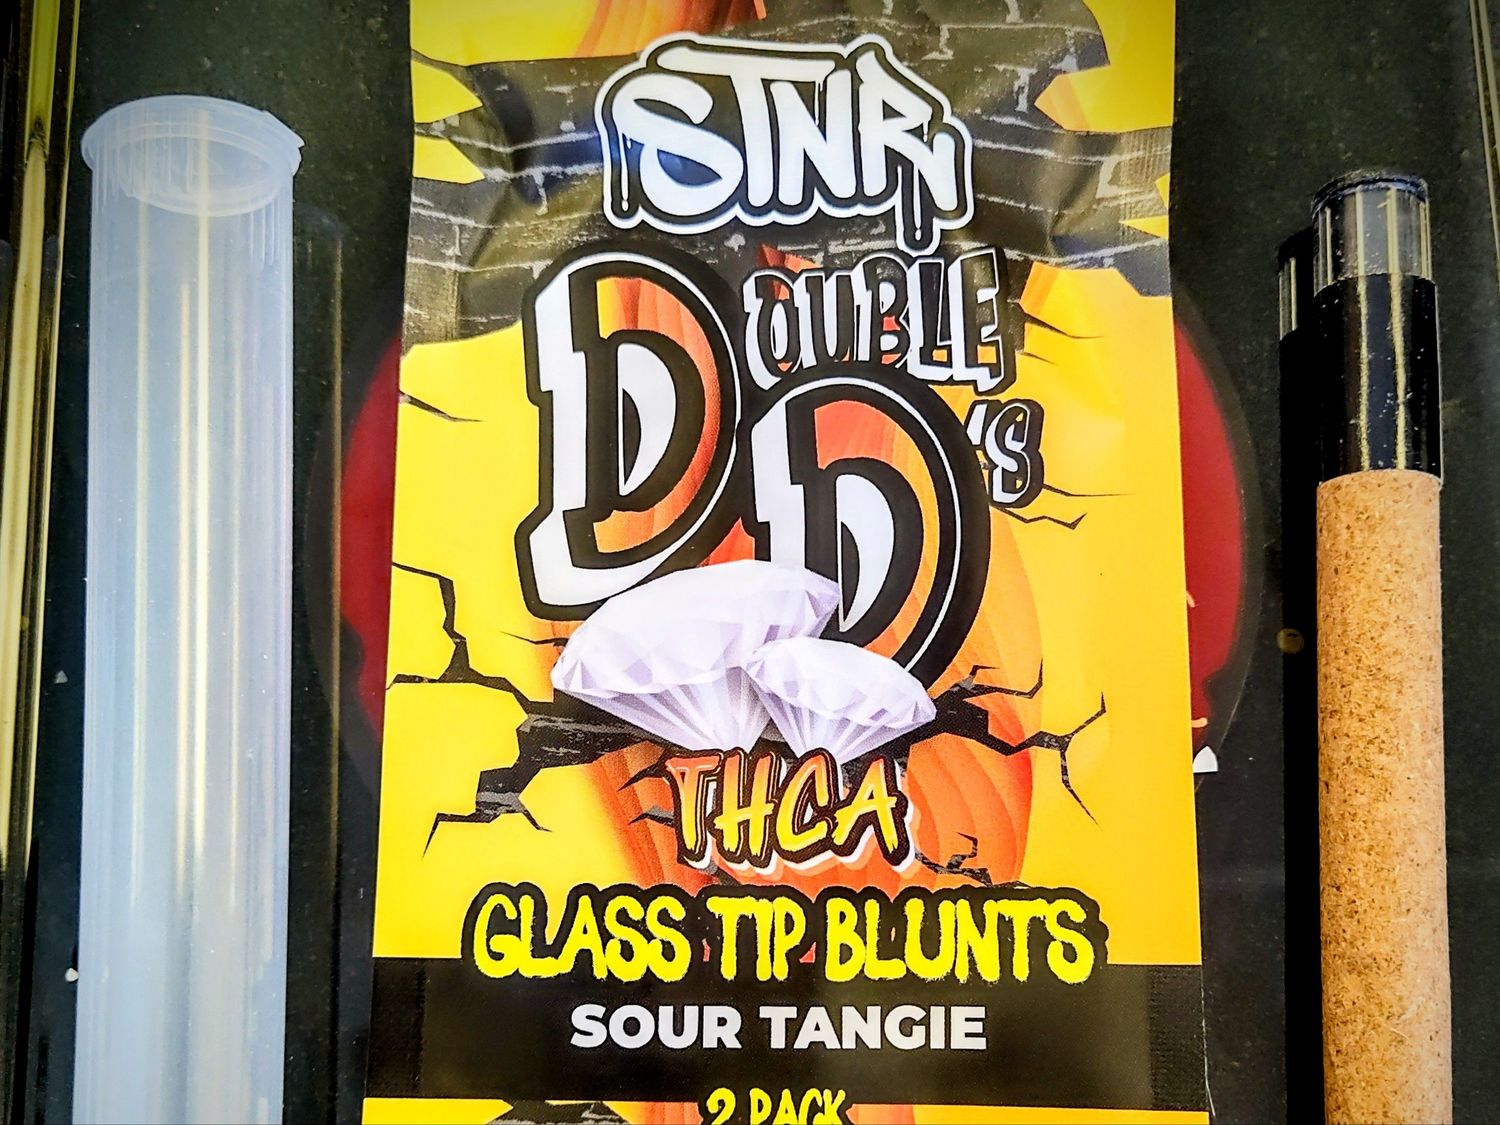 STNR
DOUBLE
D'S
THCA
GLASS TIP BLUNTS
SOUR TANGIE
2 PACK